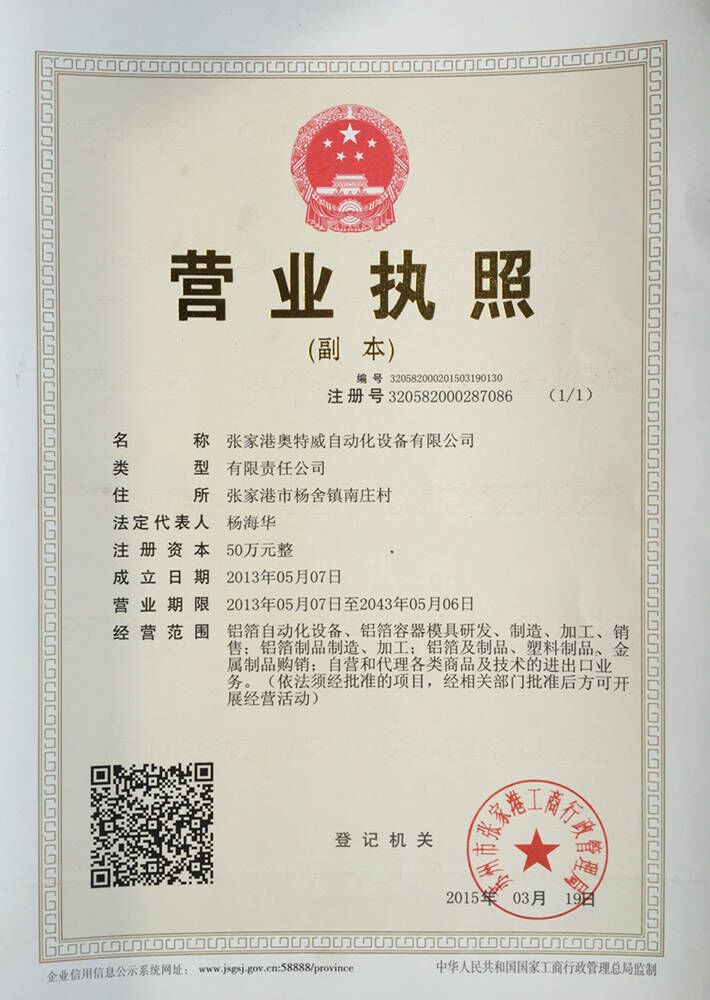 营业执照
(副 本)
编号 320582000201503190130
注册号 320582000287086 (1/1)
名称 张家港奥特威自动化设备有限公司
类型 有限责任公司
住所 张家港市杨舍镇南庄村
法定代表人 杨海华
注册资本 50万元整
成立日期 2013年05月07日
营业期限 2013年05月07日至2043年05月06日
经营范围 铝箔自动化设备、铝箔容器模具研发、制造、加工、销
售；铝箔制品制造、加工；铝箔及制品、塑料制品、金
属制品购销；自营和代理各类商品及技术的进出口业
务。（依法须经批准的项目，经相关部门批准后方可开
展经营活动）
登记机关
苏州市张家港工商行政管理局
2015年 03月 19日
企业信用信息公示系统网址： www.jsgsj.gov.cn:58888/province
中华人民共和国国家工商行政管理总局监制